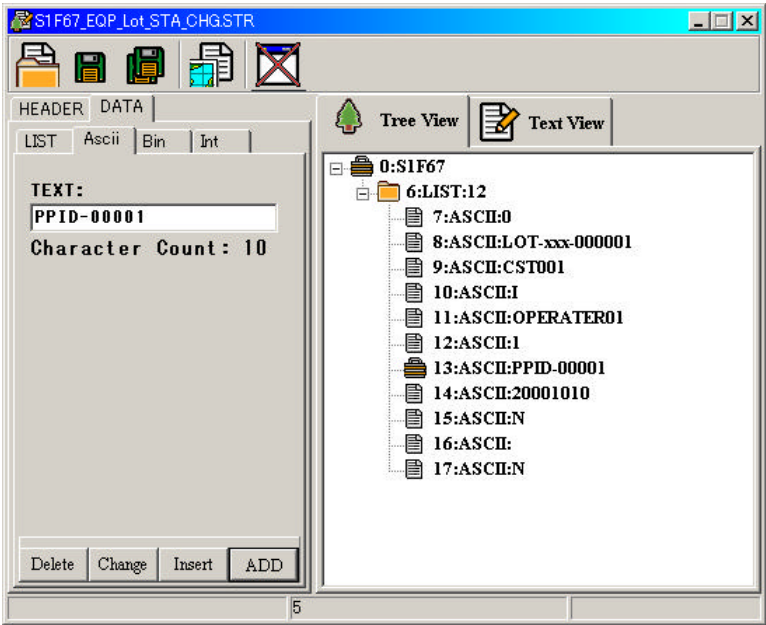 S1F67_EQP_Lot_STA_CHG.STR
HEADER DATA
LIST Ascii Bin Int
TEXT:
PPID-00001
Character Count: 10
Delete Change Insert ADD
Tree View Text View
0:S1F67
6:LIST:12
7:ASCII:0
8:ASCII:LOT-xxx-000001
9:ASCII:CST001
10:ASCII:I
11:ASCII:OPERATER01
12:ASCII:1
13:ASCII:PPID-00001
14:ASCII:20001010
15:ASCII:N
16:ASCII:
17:ASCII:N
5